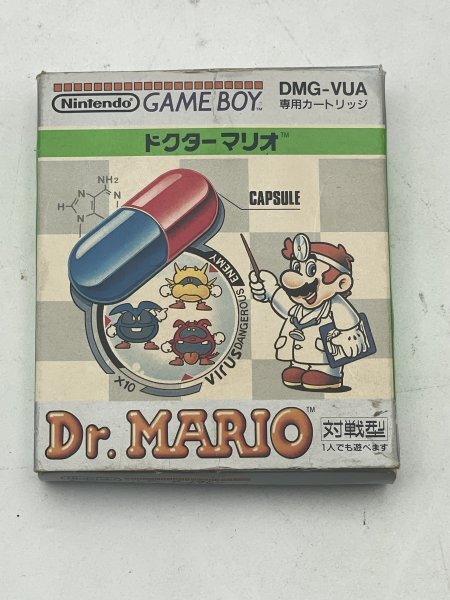 Nintendo GAME BOY™ DMG-VUA
専用カートリッジ
ドクターマリオ™
CAPSULE
NH2
N
H
N
N
X10
VIRUS DANGEROUS ENEMY
Dr. MARIO™
対戦型
1人でも遊べます